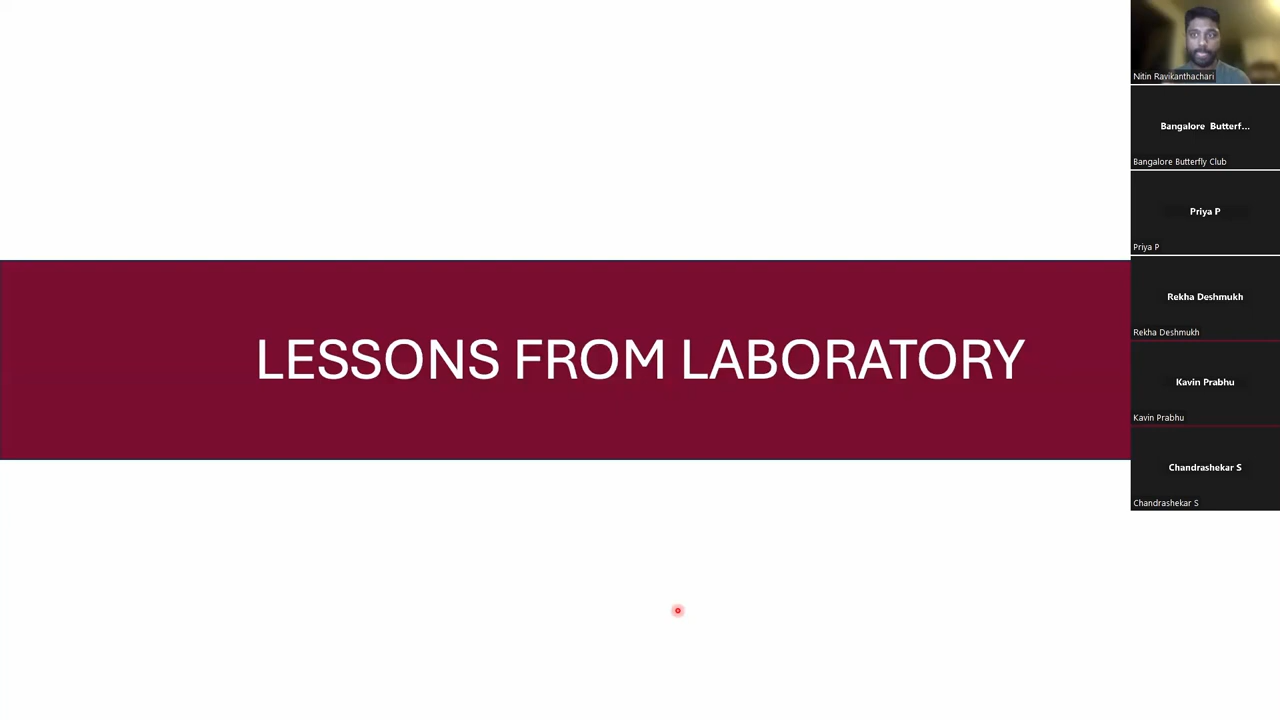 LESSONS FROM LABORATORY
Nitin Ravikanthachari
Bangalore Butterf...
Bangalore Butterfly Club
Priya P
Priya P
Rekha Deshmukh
Rekha Deshmukh
Kavin Prabhu
Kavin Prabhu
Chandrashekar S
Chandrashekar S